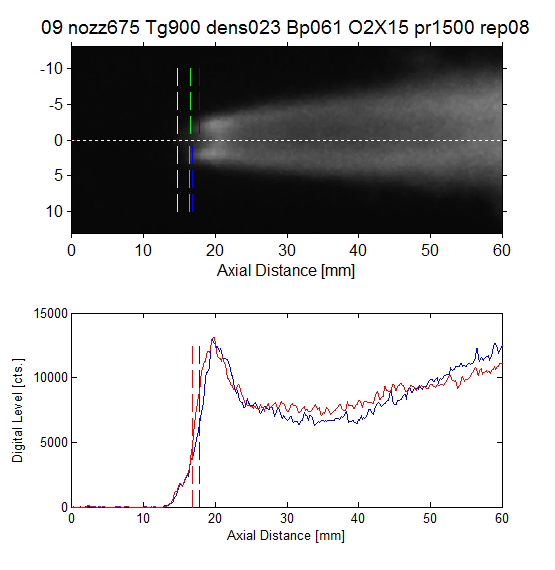 09 nozz675 Tg900 dens023 Bp061 O2X15 pr1500 rep08
-10
-5
0
5
10
0 10 20 30 40 50 60
Axial Distance [mm]
15000
10000
5000
0
Digital Level [cts.]
0 10 20 30 40 50 60
Axial Distance [mm]